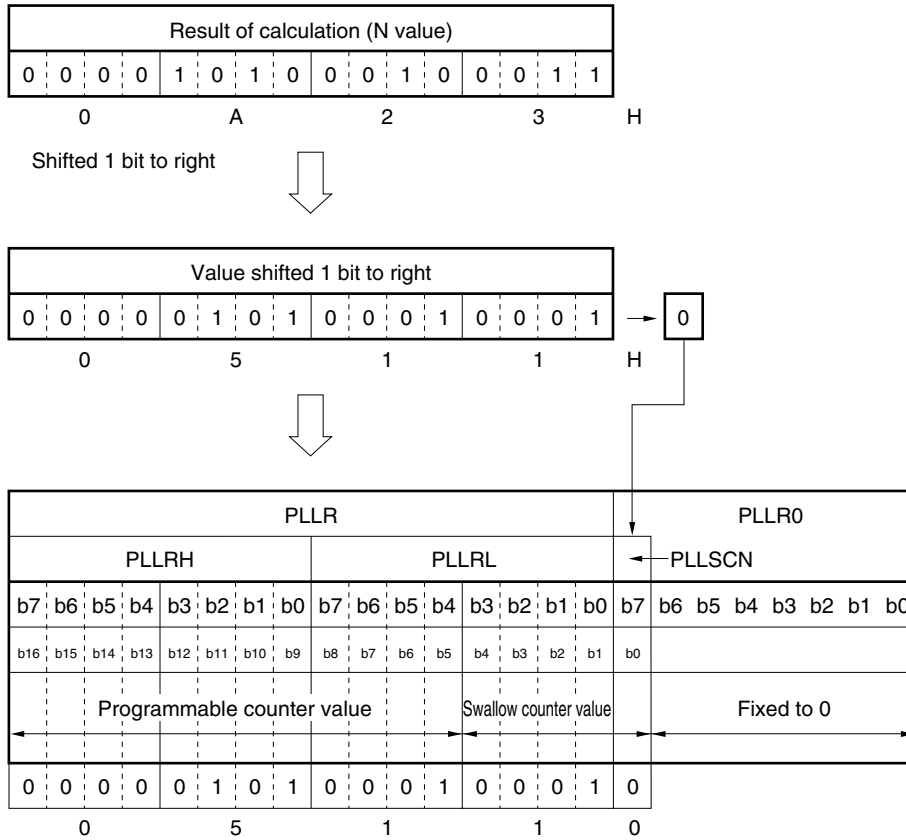 Result of calculation (N value)
0 0 0 0 1 0 1 0 0 0 1 0 0 0 1 1
0 A 2 3 H
Shifted 1 bit to right
Value shifted 1 bit to right
0 0 0 0 0 1 0 1 0 0 0 1 0 0 0 1 0
0 5 1 1 H
PLLR PLLR0
PLLRH PLLRL PLLSCN
b7 b6 b5 b4 b3 b2 b1 b0 b7 b6 b5 b4 b3 b2 b1 b0 b7 b6 b5 b4 b3 b2 b1 b0
b16 b15 b14 b13 b12 b11 b10 b9 b8 b7 b6 b5 b4 b3 b2 b1 b0
Programmable counter value Swallow counter value Fixed to 0
0 0 0 0 0 1 0 1 0 0 0 1 0 0 0 1 0
0 5 1 1 0